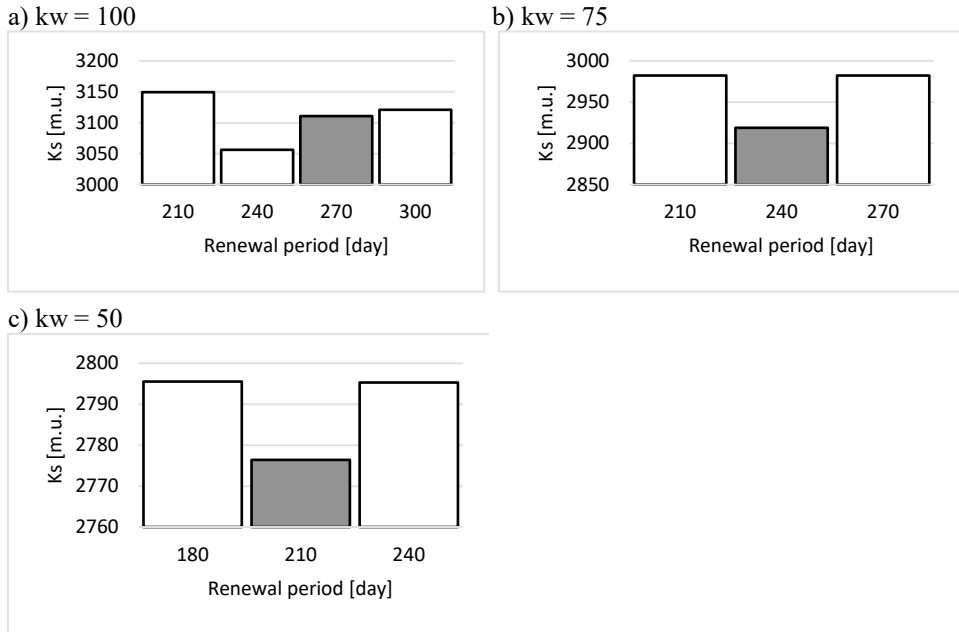 a) kw = 100
3200
3150
3100
3050
3000
Ks [m.u.]
210 240 270 300
Renewal period [day]
b) kw = 75
3000
2950
2900
2850
Ks [m.u.]
210 240 270
Renewal period [day]
c) kw = 50
2800
2790
2780
2770
2760
Ks [m.u.]
180 210 240
Renewal period [day]